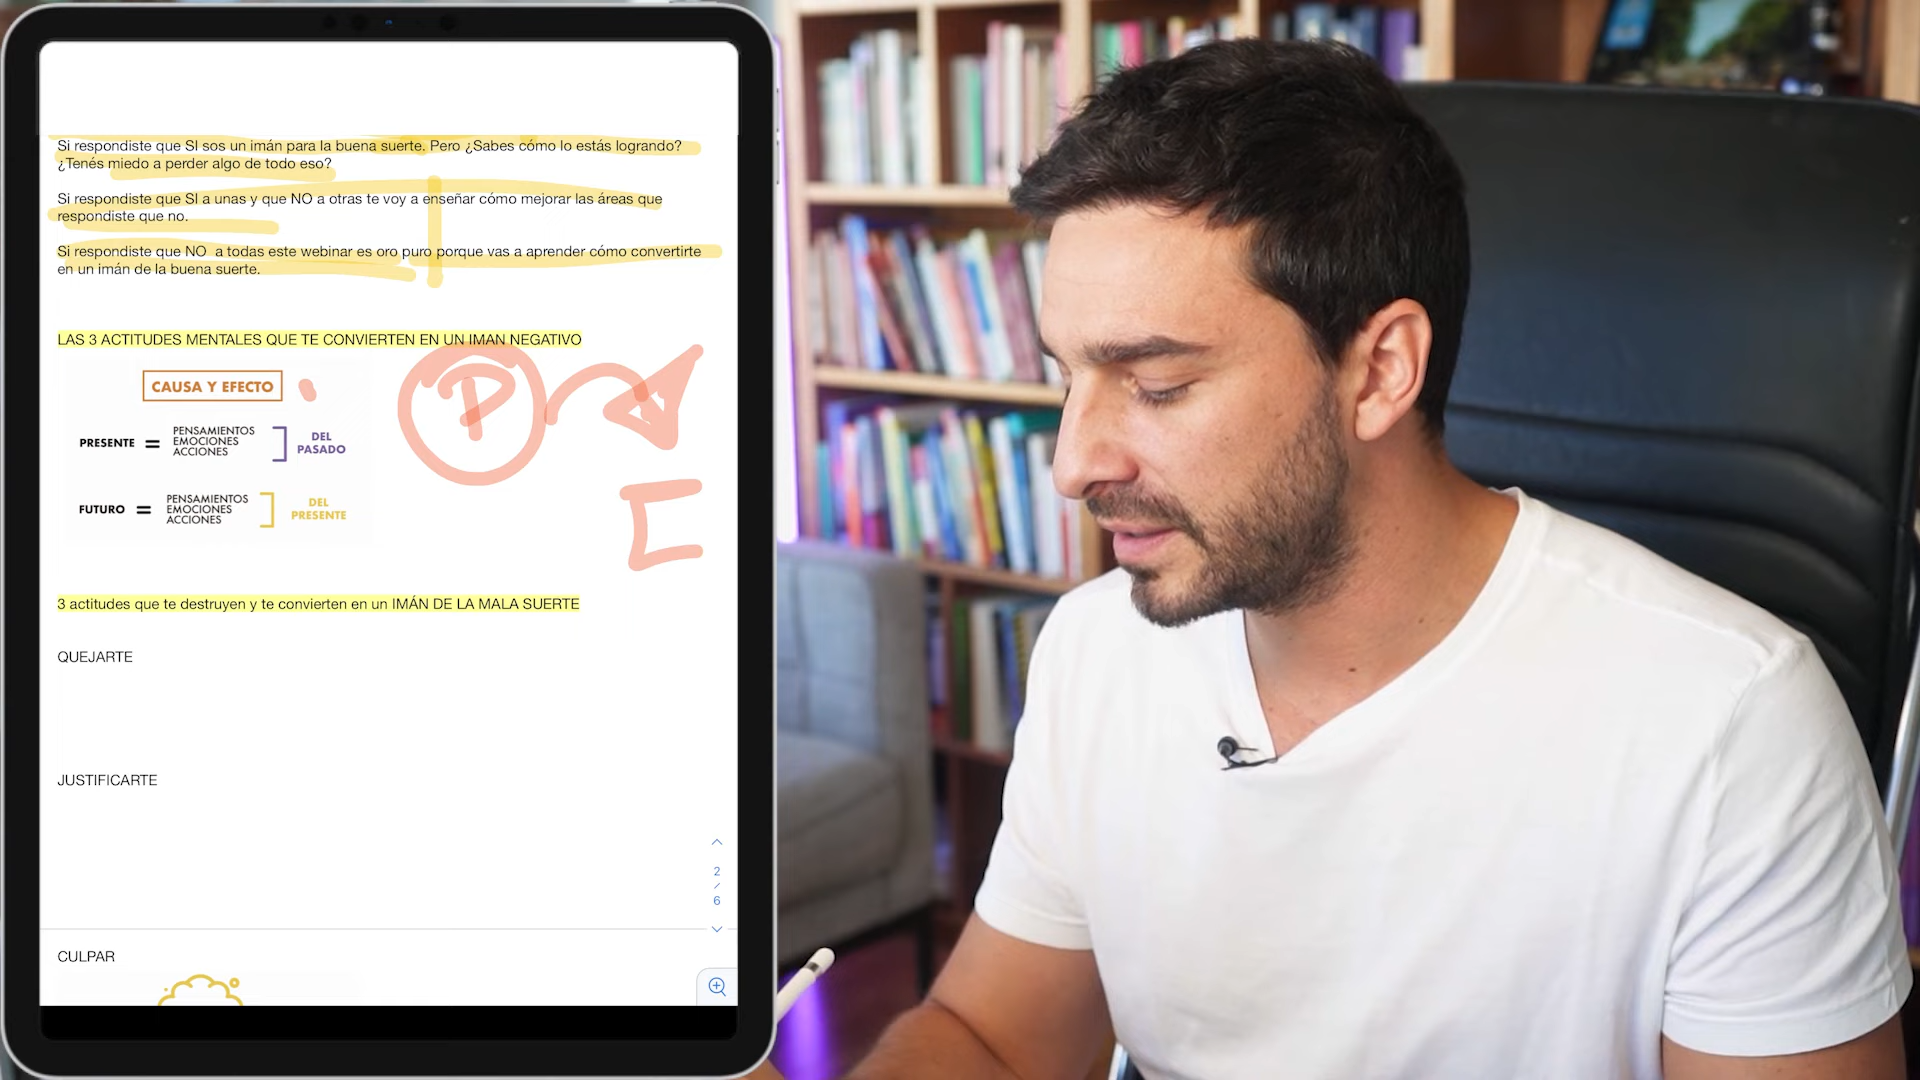 Si respondiste que SI sos un imán para la buena suerte. Pero ¿Sabes cómo lo estás logrando?
¿Tenés miedo a perder algo de todo eso?
Si respondiste que SI a unas y que NO a otras te voy a enseñar cómo mejorar las áreas que
respondiste que no.
Si respondiste que NO  a todas este webinar es oro puro porque vas a aprender cómo convertirte
en un imán de la buena suerte.
LAS 3 ACTITUDES MENTALES QUE TE CONVIERTEN EN UN IMAN NEGATIVO
CAUSA Y EFECTO
P
PRESENTE = PENSAMIENTOS
EMOCIONES
ACCIONES
DEL
PASADO
FUTURO = PENSAMIENTOS
EMOCIONES
ACCIONES
DEL
PRESENTE
3 actitudes que te destruyen y te convierten en un IMÁN DE LA MALA SUERTE
QUEJARTE
JUSTIFICARTE
2
/
6
CULPAR